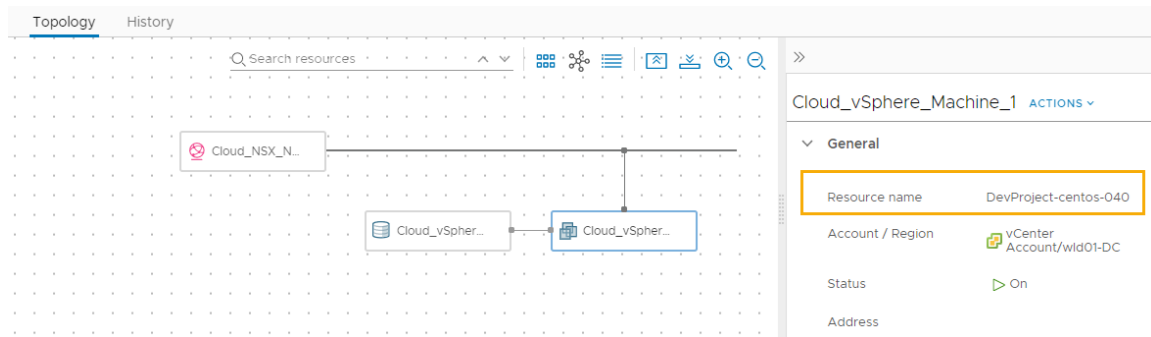 Topology History
Search resources
Cloud_vSphere_Machine_1 ACTIONS
General
Cloud_NSX_N...
Resource name DevProject-centos-040
Cloud_vSpher... Cloud_vSpher...
Account / Region vCenter
Account/wld01-DC
Status On
Address